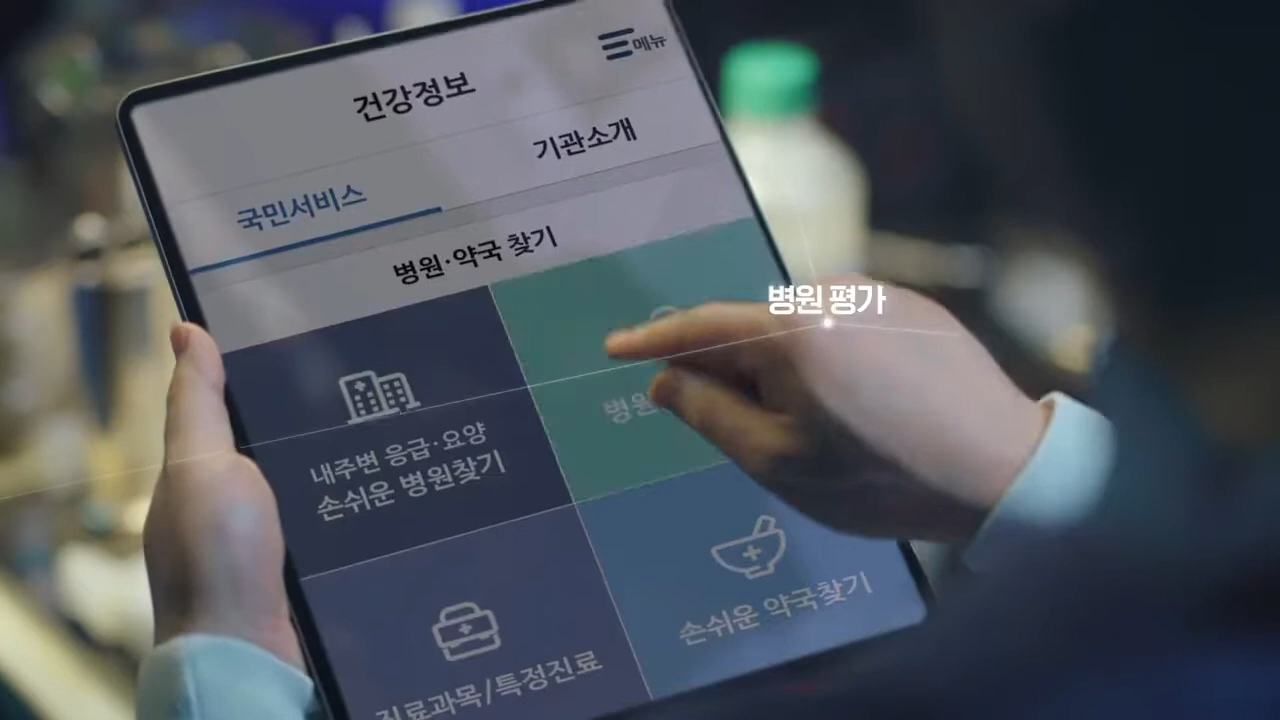 메뉴
건강정보
국민서비스
기관소개
병원·약국 찾기
병원 평가
병원
내주변 응급·요양
손쉬운 병원찾기
손쉬운 약국찾기
진료과목/특정진료